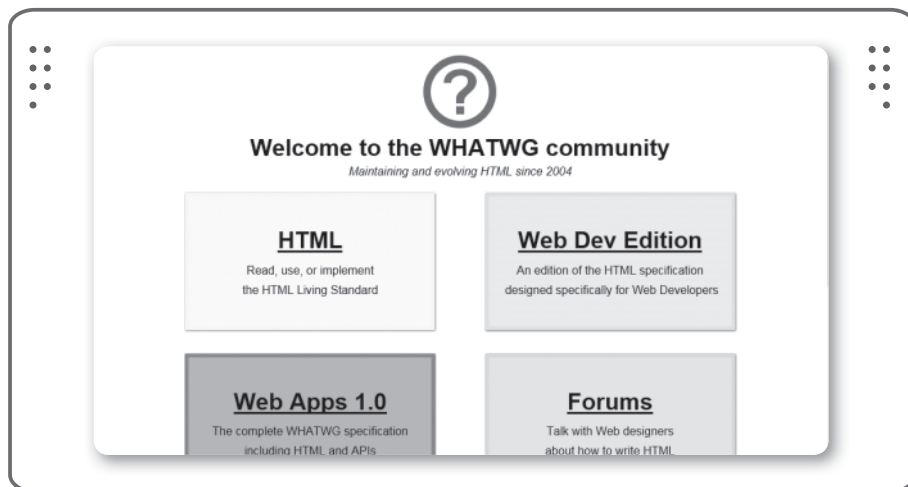 ?
Welcome to the WHATWG community
Maintaining and evolving HTML since 2004
HTML
Read, use, or implement
the HTML Living Standard
Web Dev Edition
An edition of the HTML specification
designed specifically for Web Developers
Web Apps 1.0
The complete WHATWG specification
including HTML and APIs
Forums
Talk with Web designers
about how to write HTML